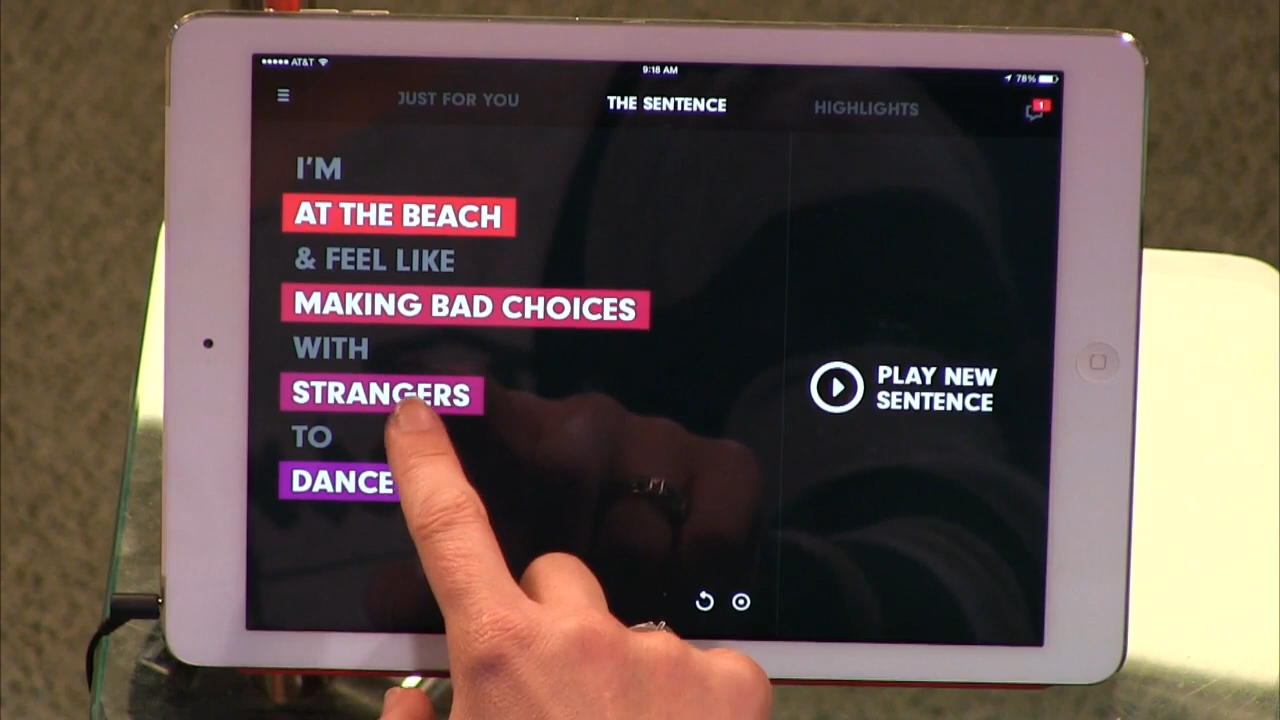 AT&T
9:18 AM
78%
JUST FOR YOU
THE SENTENCE
HIGHLIGHTS
1
I'M
AT THE BEACH
& FEEL LIKE
MAKING BAD CHOICES
WITH
STRANGERS
TO
DANCE
PLAY NEW
SENTENCE